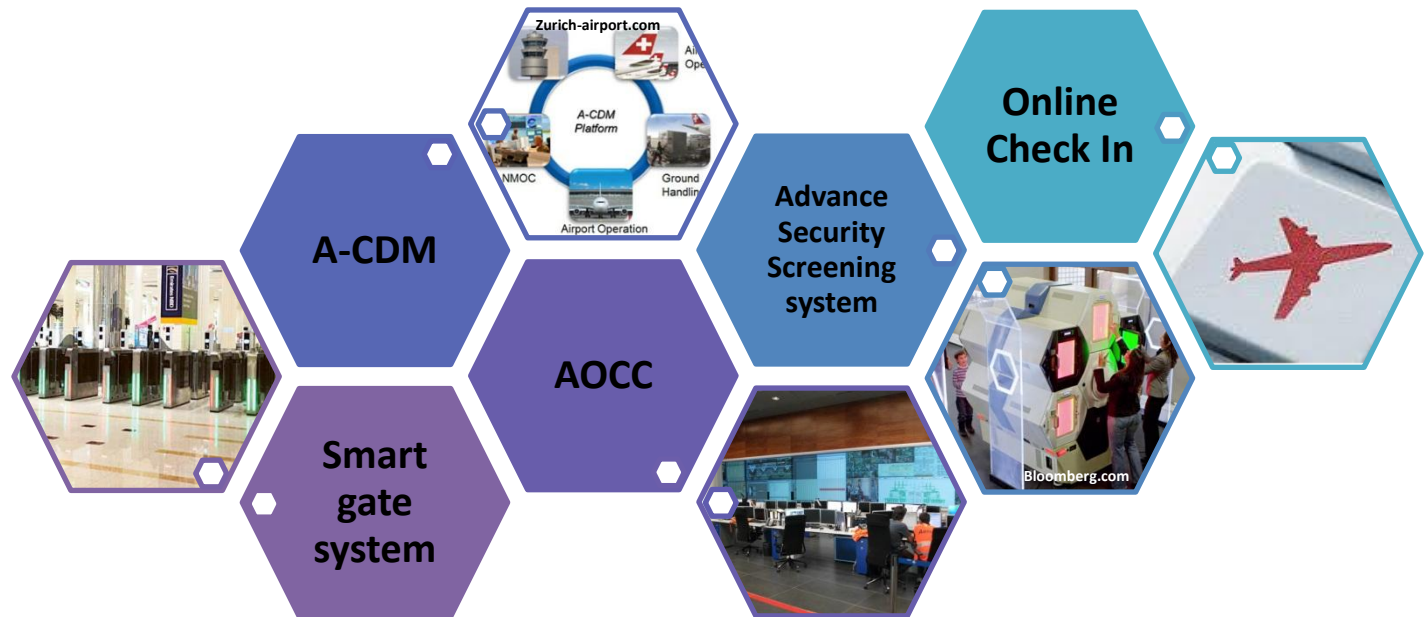 Zurich-airport.com
A-CDM
Platform
NMOC
Ground
Handlin
Airport Operation
Online
Check In
A-CDM
Advance
Security
Screening
system
AOCC
Smart
gate
system
Bloomberg.com